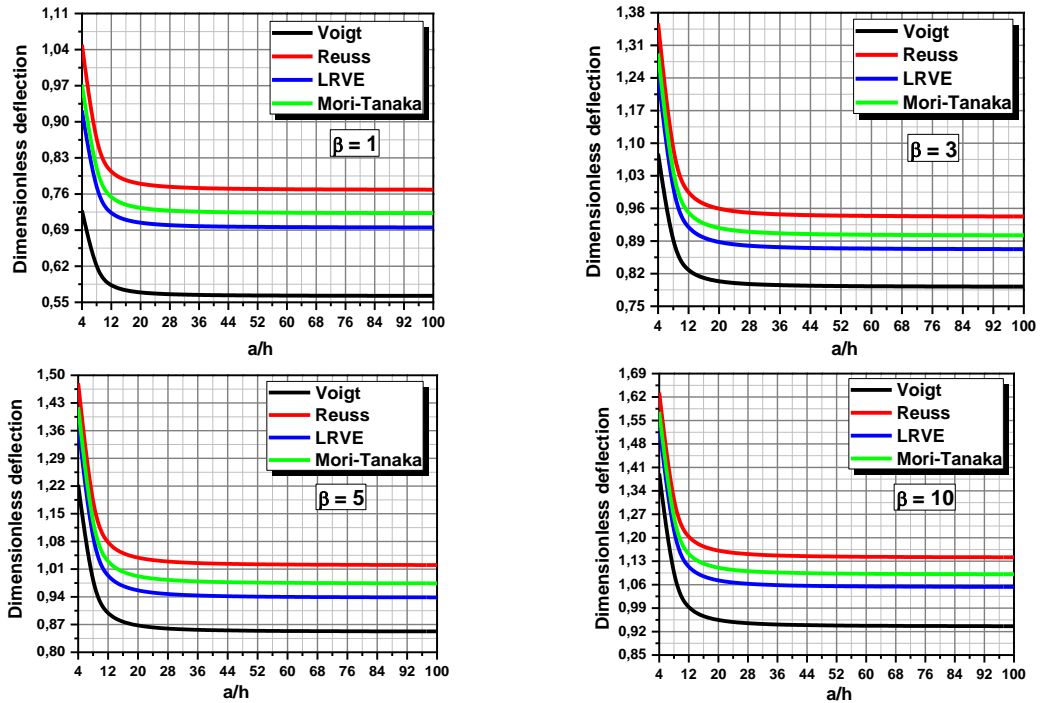 Dimensionless deflection
1,11
1,04
0,97
0,90
0,83
0,76
0,69
0,62
0,55
Voigt
Reuss
LRVE
Mori-Tanaka
β = 1
4 12 20 28 36 44 52 60 68 76 84 92 100
a/h
Dimensionless deflection
1,38
1,31
1,24
1,17
1,10
1,03
0,96
0,89
0,82
0,75
Voigt
Reuss
LRVE
Mori-Tanaka
β = 3
4 12 20 28 36 44 52 60 68 76 84 92 100
a/h
Dimensionless deflection
1,50
1,43
1,36
1,29
1,22
1,15
1,08
1,01
0,94
0,87
0,80
Voigt
Reuss
LRVE
Mori-Tanaka
β = 5
4 12 20 28 36 44 52 60 68 76 84 92 100
a/h
Dimensionless deflection
1,69
1,62
1,55
1,48
1,41
1,34
1,27
1,20
1,13
1,06
0,99
0,92
0,85
Voigt
Reuss
LRVE
Mori-Tanaka
β = 10
4 12 20 28 36 44 52 60 68 76 84 92 100
a/h